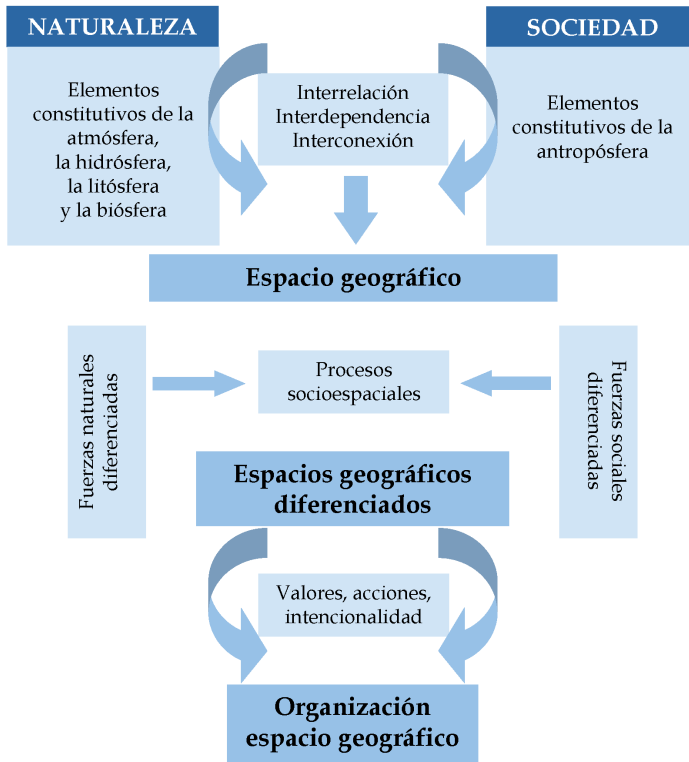 NATURALEZA
Elementos
constitutivos de la
atmósfera,
la hidrósfera,
la litósfera
y la biósfera
Interrelación
Interdependencia
Interconexión
SOCIEDAD
Elementos
constitutivos de la
antropósfera
Espacio geográfico
Fuerzas naturales
diferenciadas
Procesos
socioespaciales
Fuerzas sociales
diferenciadas
Espacios geográficos
diferenciados
Valores, acciones,
intencionalidad
Organización
espacio geográfico